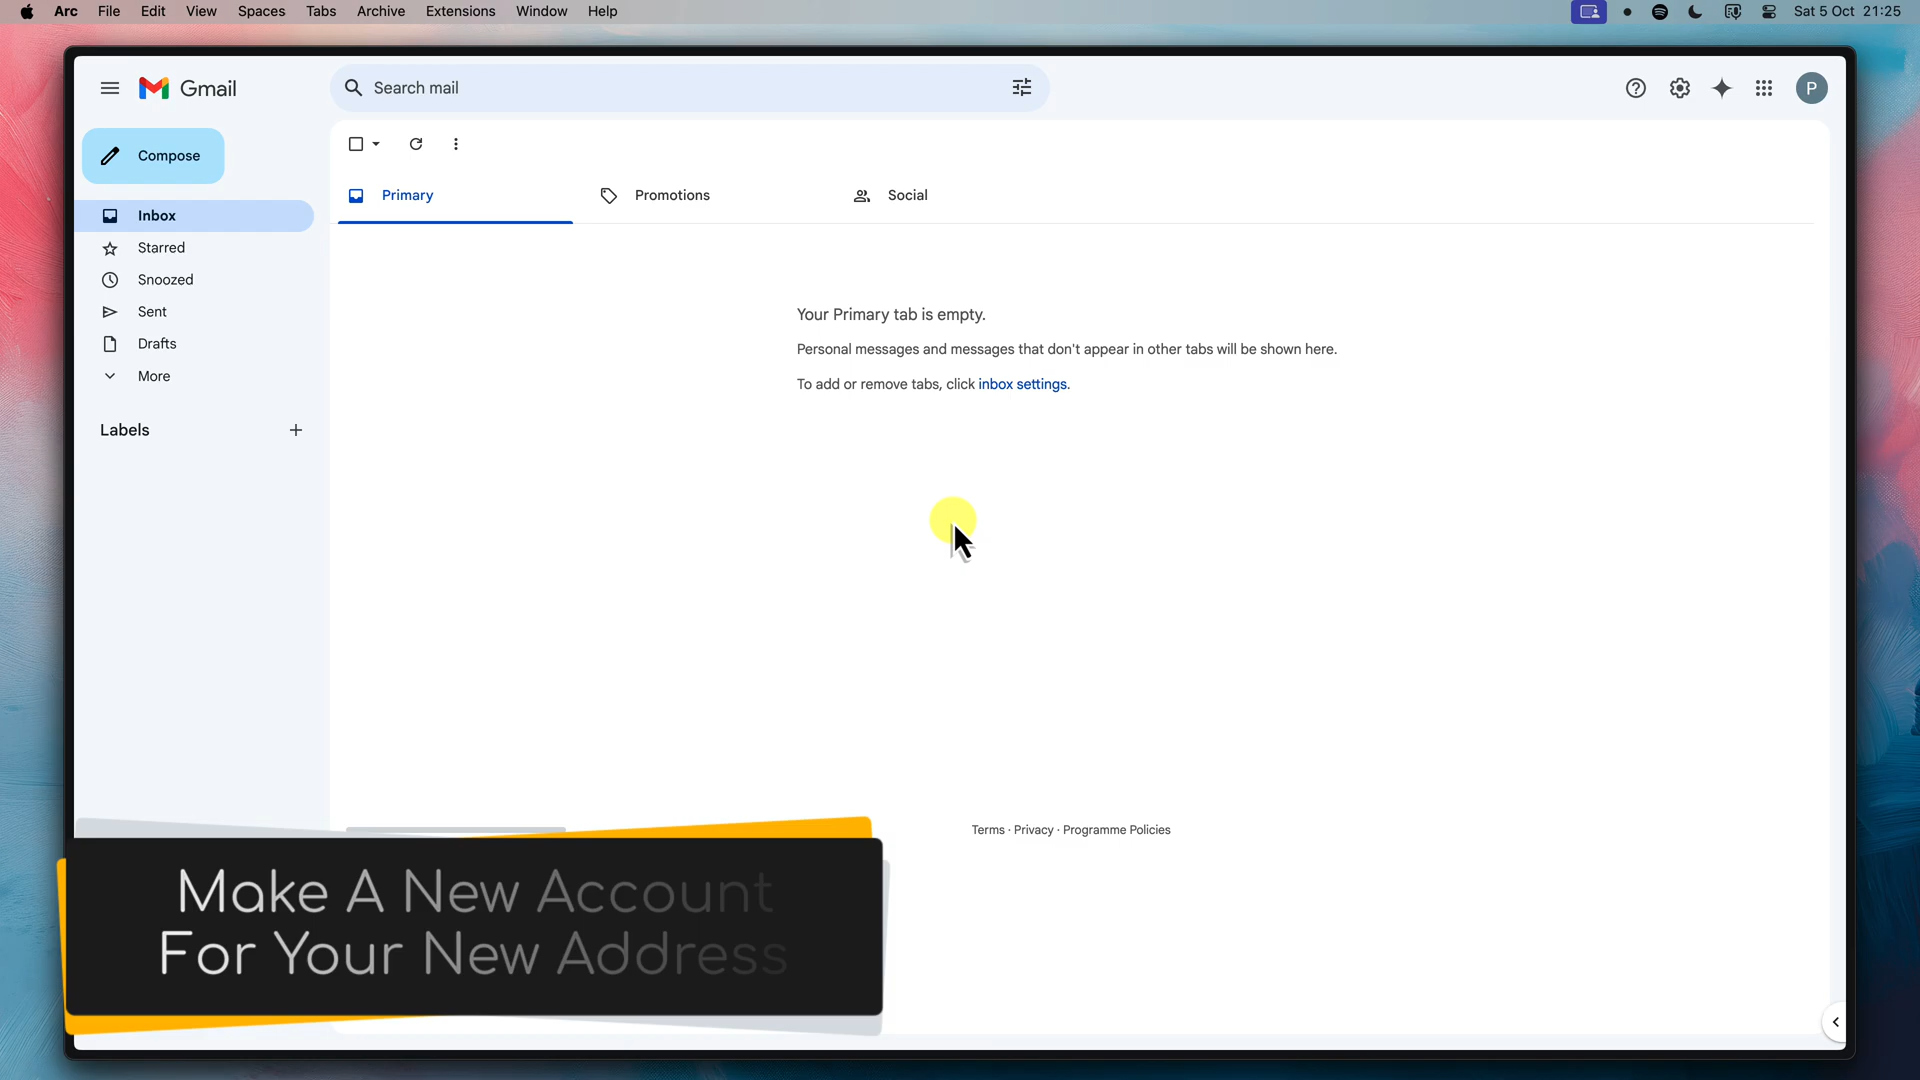 Arc File Edit View Spaces Tabs Archive Extensions Window Help Sat 5 Oct 21:25
Gmail
Search mail
P
Compose
Primary
Promotions
Social
Inbox
Starred
Snoozed
Sent
Drafts
More
Labels
Your Primary tab is empty.
Personal messages and messages that don't appear in other tabs will be shown here.
To add or remove tabs, click inbox settings.
Terms · Privacy · Programme Policies
Make A New Account
For Your New Address